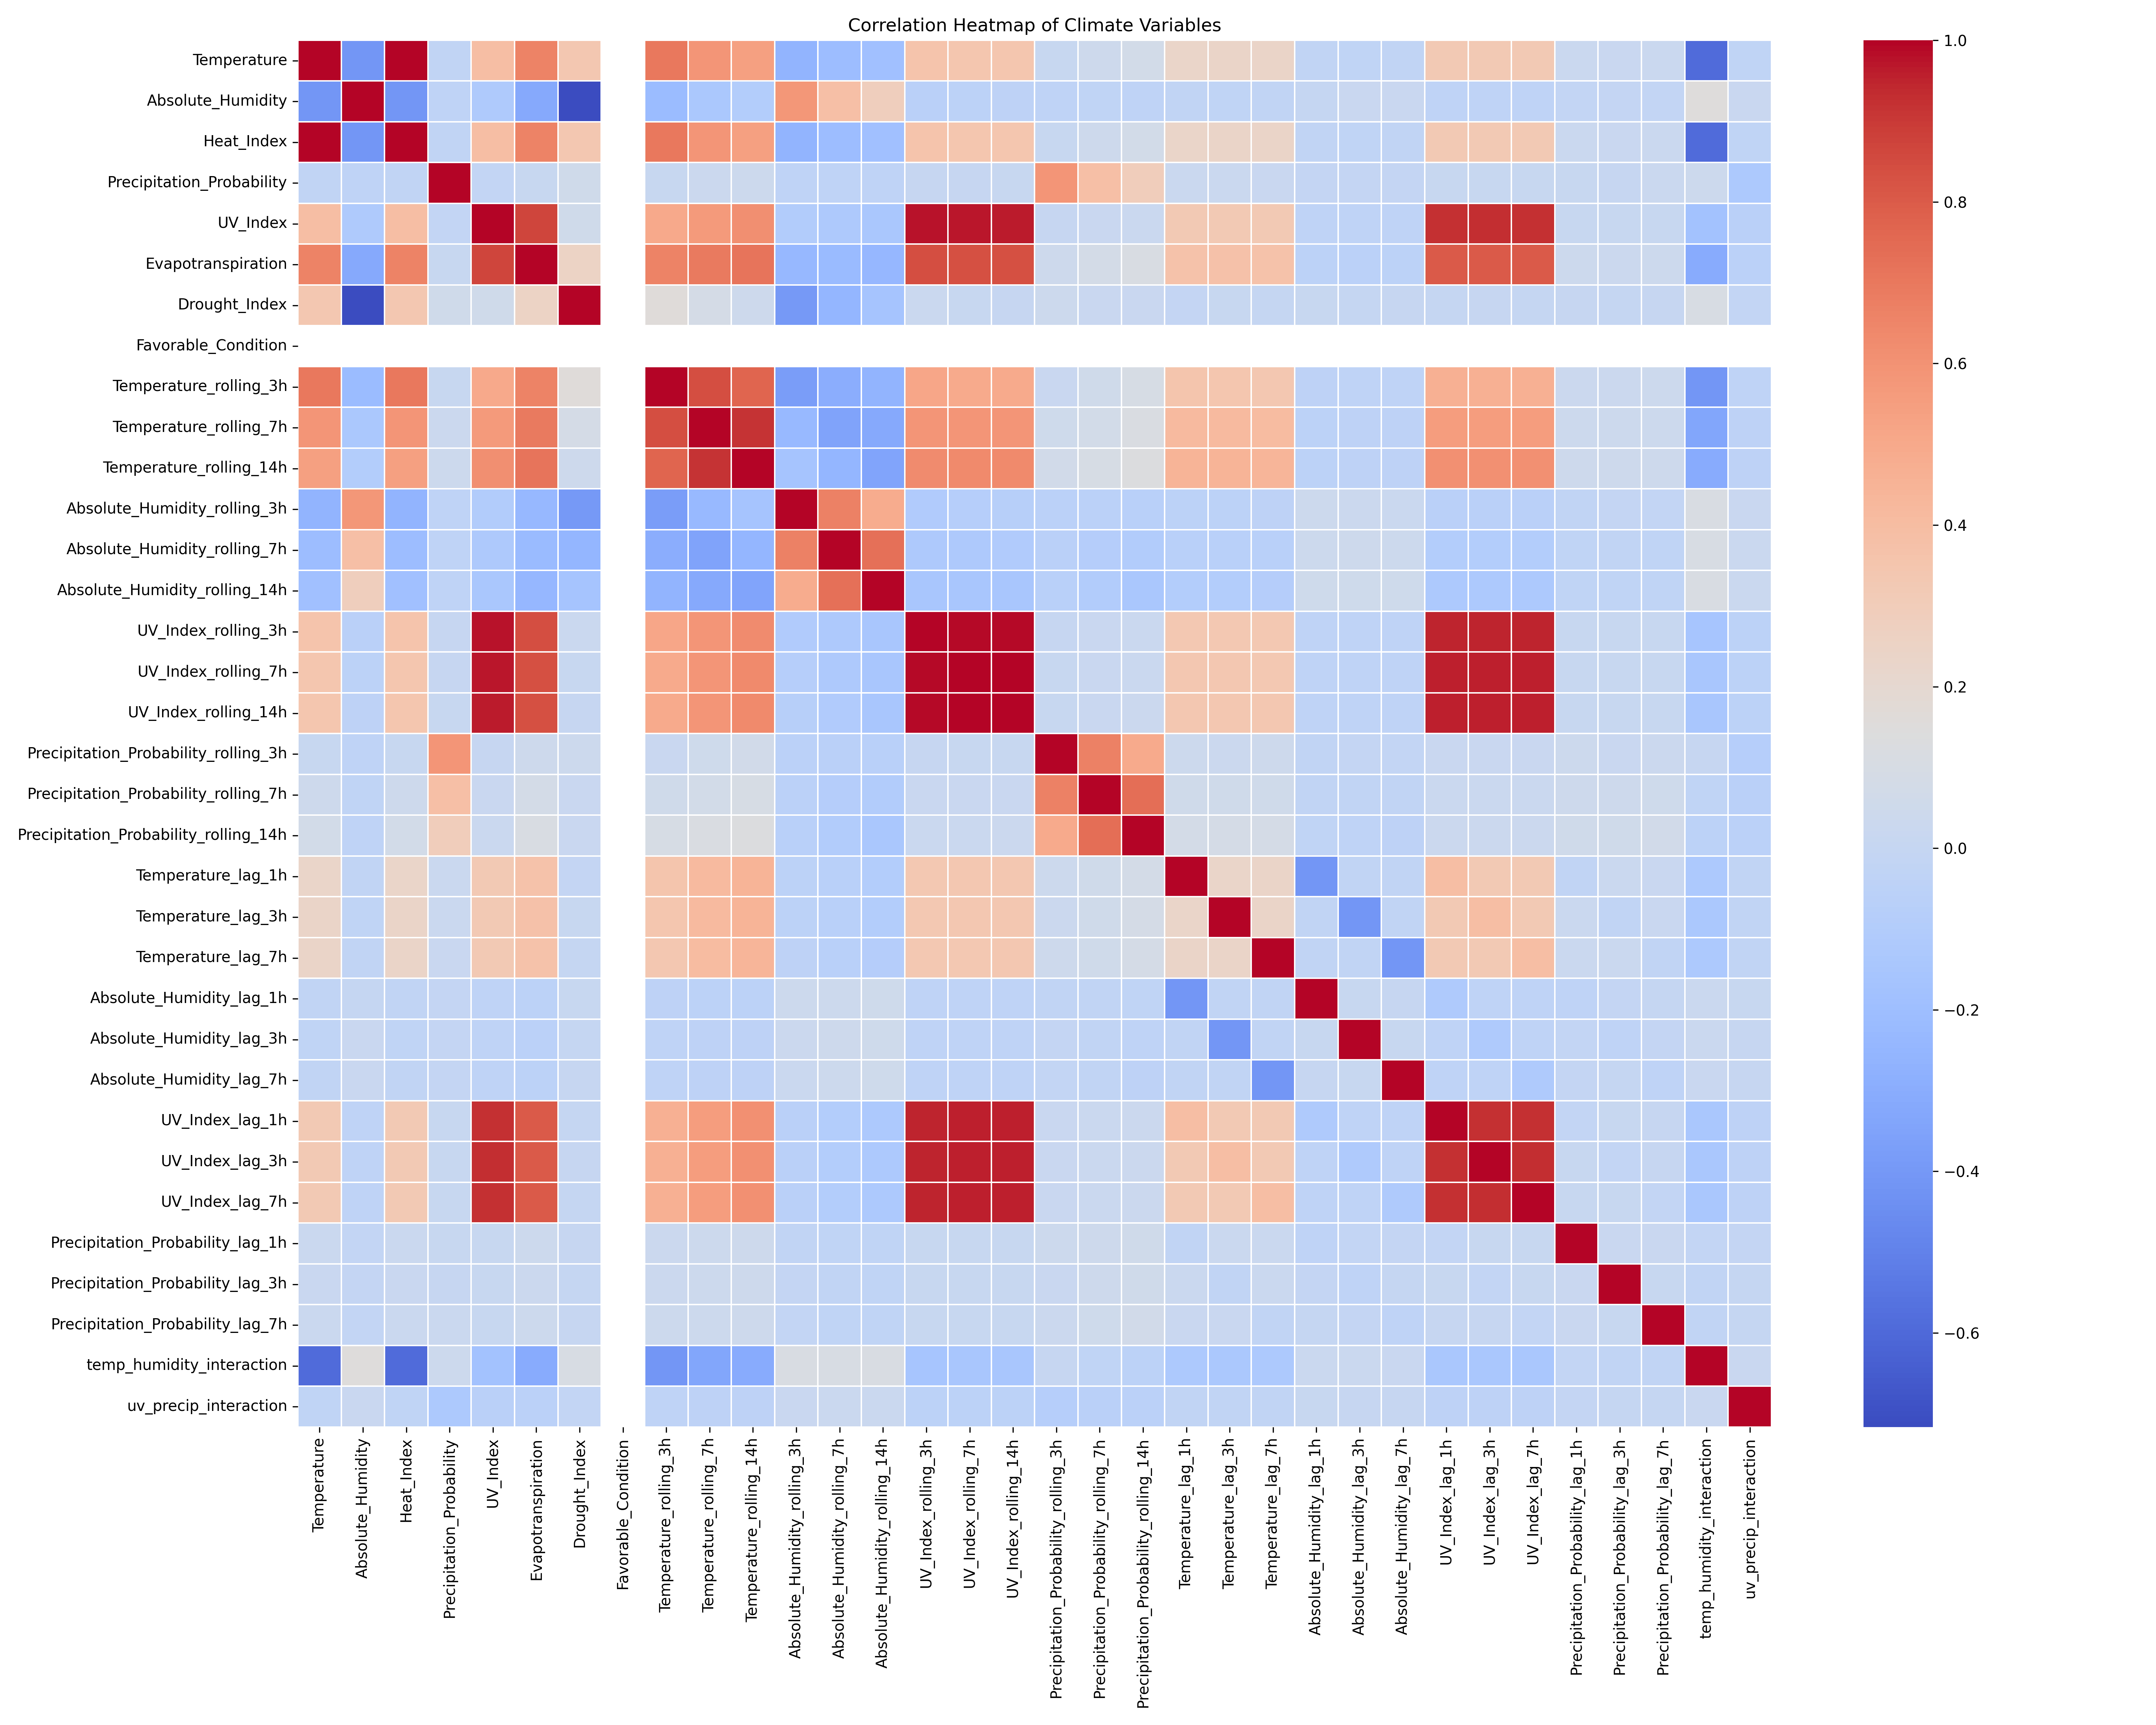 Correlation Heatmap of Climate Variables
Temperature
Absolute_Humidity
Heat_Index
Precipitation_Probability
UV_Index
Evapotranspiration
Drought_Index
Favorable_Condition
Temperature_rolling_3h
Temperature_rolling_7h
Temperature_rolling_14h
Absolute_Humidity_rolling_3h
Absolute_Humidity_rolling_7h
Absolute_Humidity_rolling_14h
UV_Index_rolling_3h
UV_Index_rolling_7h
UV_Index_rolling_14h
Precipitation_Probability_rolling_3h
Precipitation_Probability_rolling_7h
Precipitation_Probability_rolling_14h
Temperature_lag_1h
Temperature_lag_3h
Temperature_lag_7h
Absolute_Humidity_lag_1h
Absolute_Humidity_lag_3h
Absolute_Humidity_lag_7h
UV_Index_lag_1h
UV_Index_lag_3h
UV_Index_lag_7h
Precipitation_Probability_lag_1h
Precipitation_Probability_lag_3h
Precipitation_Probability_lag_7h
temp_humidity_interaction
uv_precip_interaction
Temperature
Absolute_Humidity
Heat_Index
Precipitation_Probability
UV_Index
Evapotranspiration
Drought_Index
Favorable_Condition
Temperature_rolling_3h
Temperature_rolling_7h
Temperature_rolling_14h
Absolute_Humidity_rolling_3h
Absolute_Humidity_rolling_7h
Absolute_Humidity_rolling_14h
UV_Index_rolling_3h
UV_Index_rolling_7h
UV_Index_rolling_14h
Precipitation_Probability_rolling_3h
Precipitation_Probability_rolling_7h
Precipitation_Probability_rolling_14h
Temperature_lag_1h
Temperature_lag_3h
Temperature_lag_7h
Absolute_Humidity_lag_1h
Absolute_Humidity_lag_3h
Absolute_Humidity_lag_7h
UV_Index_lag_1h
UV_Index_lag_3h
UV_Index_lag_7h
Precipitation_Probability_lag_1h
Precipitation_Probability_lag_3h
Precipitation_Probability_lag_7h
temp_humidity_interaction
uv_precip_interaction
1.0
0.8
0.6
0.4
0.2
0.0
−0.2
−0.4
−0.6